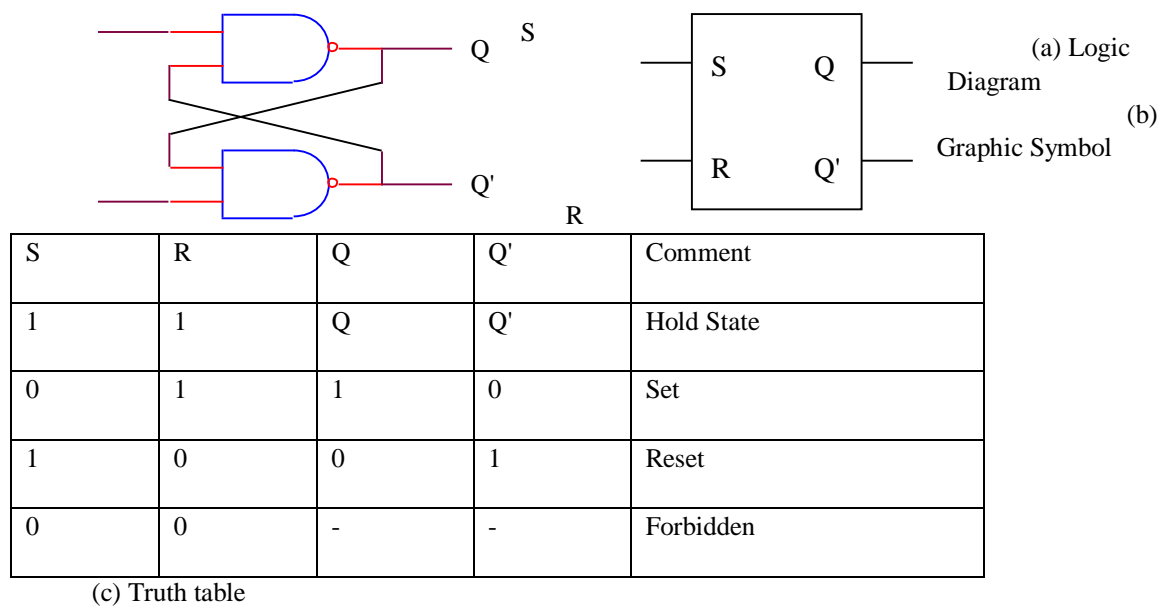 S
Q
Q'
R
S Q
R Q'
(a) Logic
Diagram
(b)
Graphic Symbol
S R Q Q' Comment
1 1 Q Q' Hold State
0 1 1 0 Set
1 0 0 1 Reset
0 0 - - Forbidden
(c) Truth table